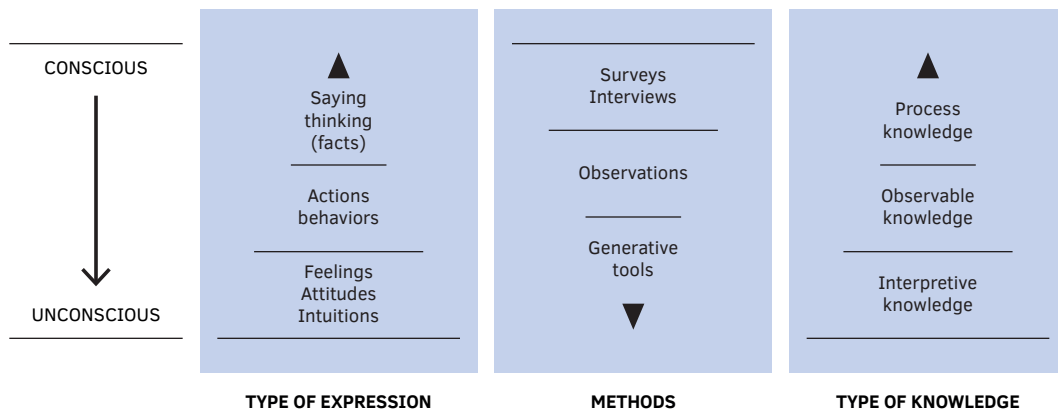 CONSCIOUS
UNCONSCIOUS
Saying
thinking
(facts)
Actions
behaviors
Feelings
Attitudes
Intuitions
TYPE OF EXPRESSION
Surveys
Interviews
Observations
Generative
tools
METHODS
Process
knowledge
Observable
knowledge
Interpretive
knowledge
TYPE OF KNOWLEDGE